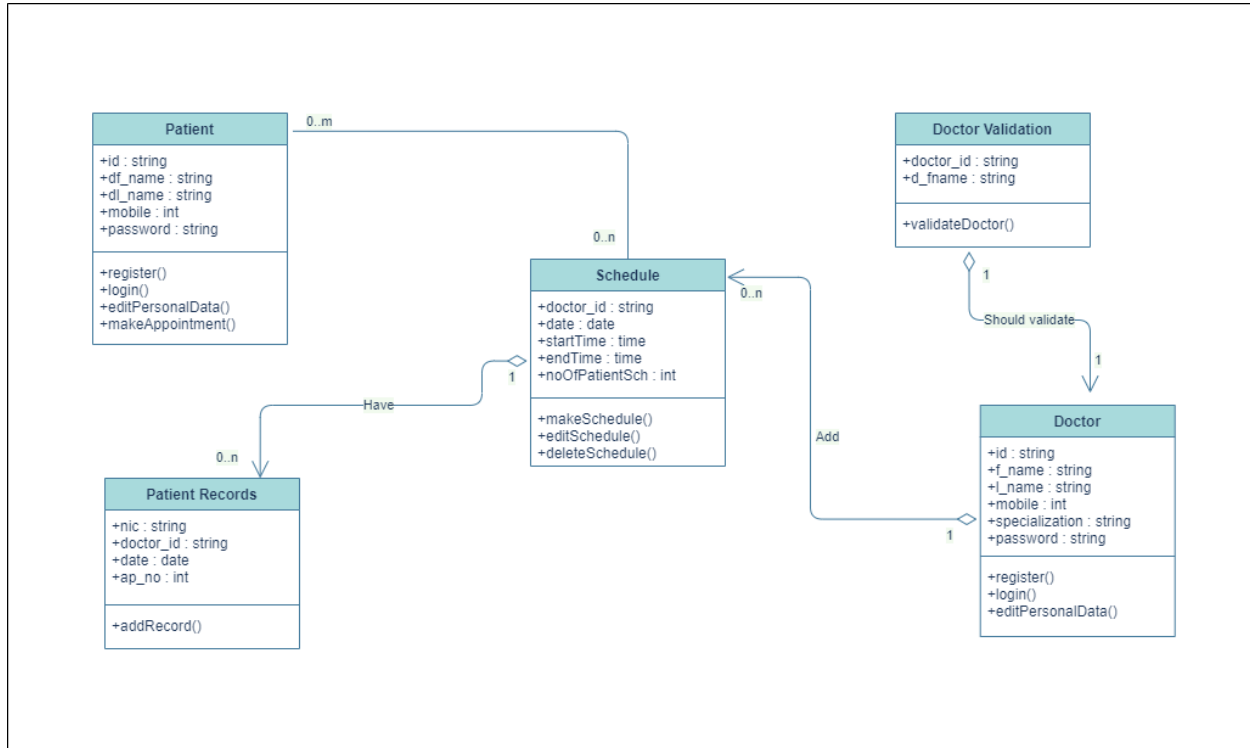 Patient
+id : string
+df_name : string
+dl_name : string
+mobile : int
+password : string
+register()
+login()
+editPersonalData()
+makeAppointment()
0..m
0..n
Schedule
+doctor_id : string
+date : date
+startTime : time
+endTime : time
+noOfPatientSch : int
+makeSchedule()
+editSchedule()
+deleteSchedule()
1
Have
0..n
Patient Records
+nic : string
+doctor_id : string
+date : date
+ap_no : int
+addRecord()
Doctor Validation
+doctor_id : string
+d_fname : string
+validateDoctor()
1
Should validate
1
0..n
Add
1
Doctor
+id : string
+f_name : string
+l_name : string
+mobile : int
+specialization : string
+password : string
+register()
+login()
+editPersonalData()